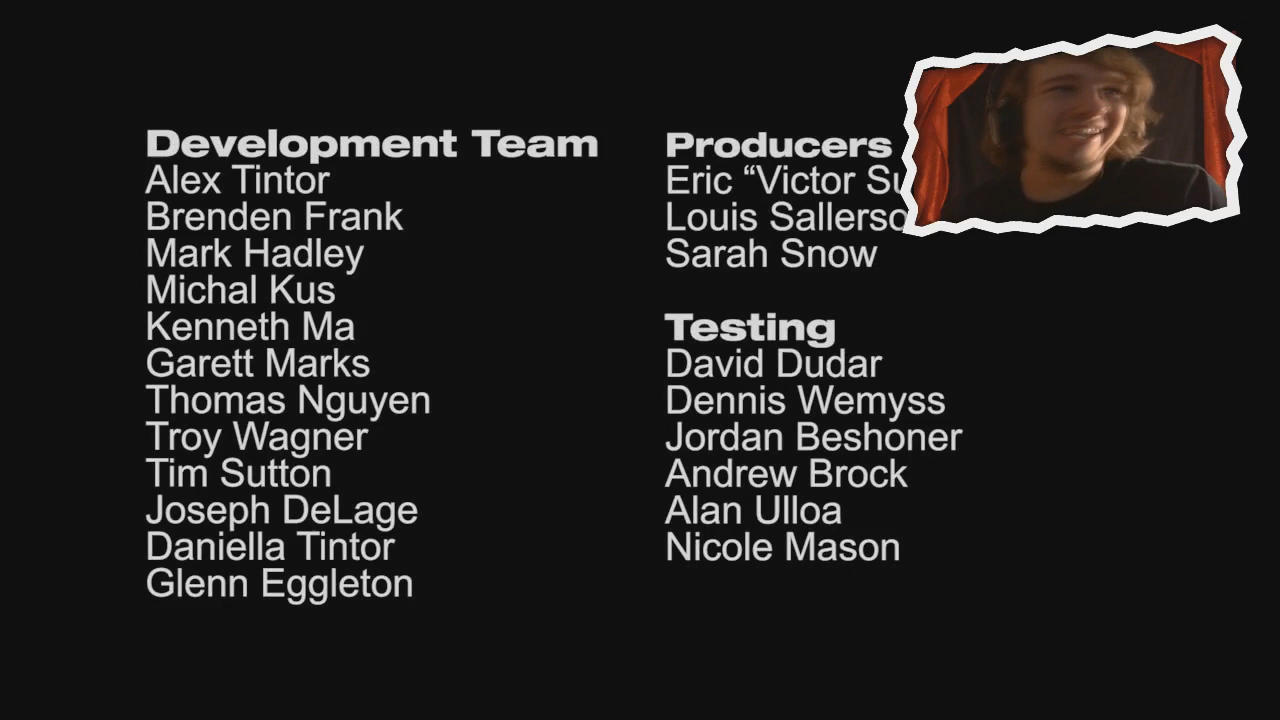 Development Team
Alex Tintor
Brenden Frank
Mark Hadley
Michal Kus
Kenneth Ma
Garett Marks
Thomas Nguyen
Troy Wagner
Tim Sutton
Joseph DeLage
Daniella Tintor
Glenn Eggleton
Producers
Eric “Victor
Louis
Sarah Snow
Testing
David Dudar
Dennis Wemyss
Jordan Beshoner
Andrew Brock
Alan Ulloa
Nicole Mason